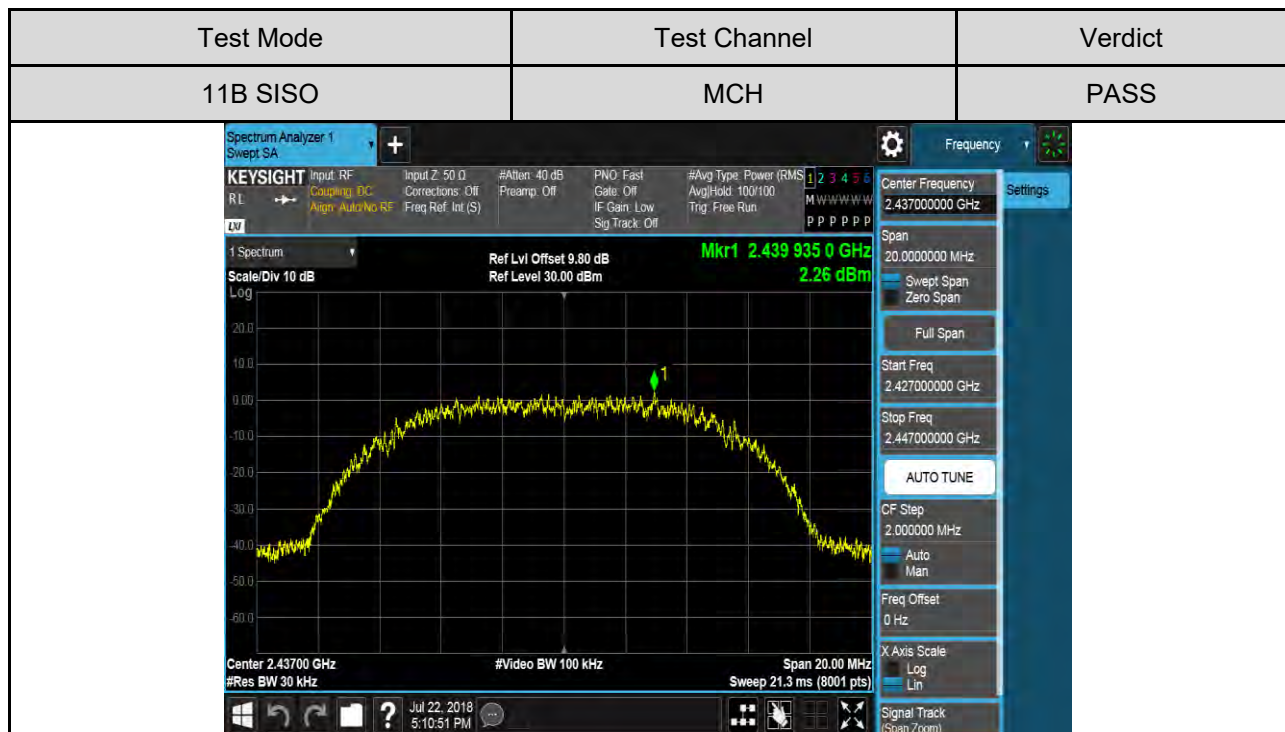 Test Mode Test Channel Verdict
11B SISO MCH PASS
Spectrum Analyzer 1
Swept SA
+
Frequency
KEYSIGHT Input: RF Input Z: 50 Ω #Atten: 40 dB PNO: Fast #Avg Type: Power (RMS 1 2 3 4 5 6
RL Coupling: DC Corrections: Off Preamp: Off Gate: Off Avg|Hold: 100/100 M W W W W W
Align: Auto/No RF Freq Ref: Int (S) IF Gain: Low Trig: Free Run
LXI Sig Track: Off P P P P P P
1 Spectrum
Scale/Div 10 dB
Ref Lvl Offset 9.80 dB
Ref Level 30.00 dBm
Mkr1 2.439 935 0 GHz
2.26 dBm
Log
20.0
10.0
0.00
-10.0
-20.0
-30.0
-40.0
-50.0
-60.0
1
Center 2.43700 GHz #Video BW 100 kHz Span 20.00 MHz
#Res BW 30 kHz Sweep 21.3 ms (8001 pts)
?
Jul 22, 2018
5:10:51 PM
Center Frequency
2.437000000 GHz
Settings
Span
20.0000000 MHz
Swept Span
Zero Span
Full Span
Start Freq
2.427000000 GHz
Stop Freq
2.447000000 GHz
AUTO TUNE
CF Step
2.000000 MHz
Auto
Man
Freq Offset
0 Hz
X Axis Scale
Log
Lin
Signal Track
(Span Zoom)